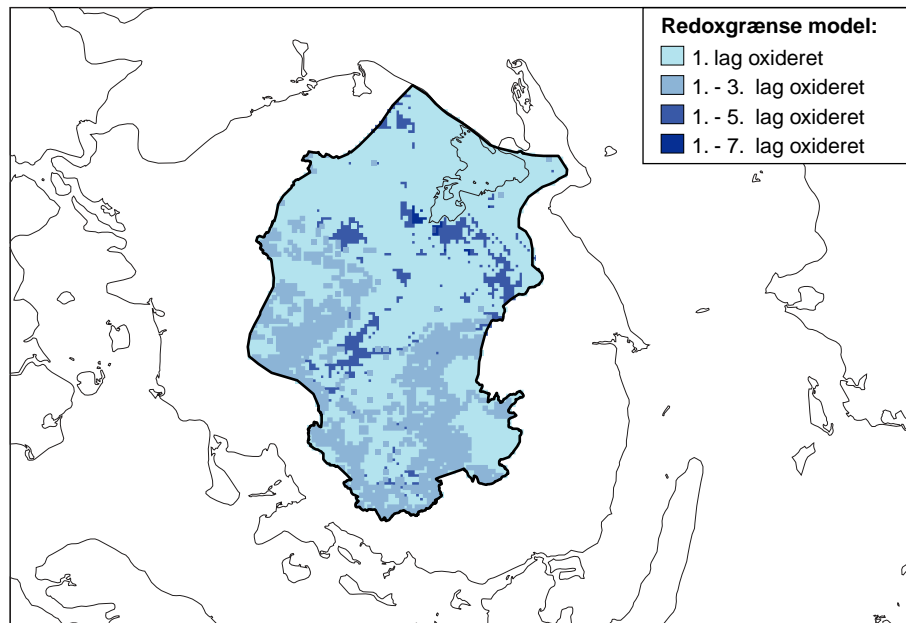 Redoxgrænse model:
1. lag oxideret
1. - 3. lag oxideret
1. - 5. lag oxideret
1. - 7. lag oxideret